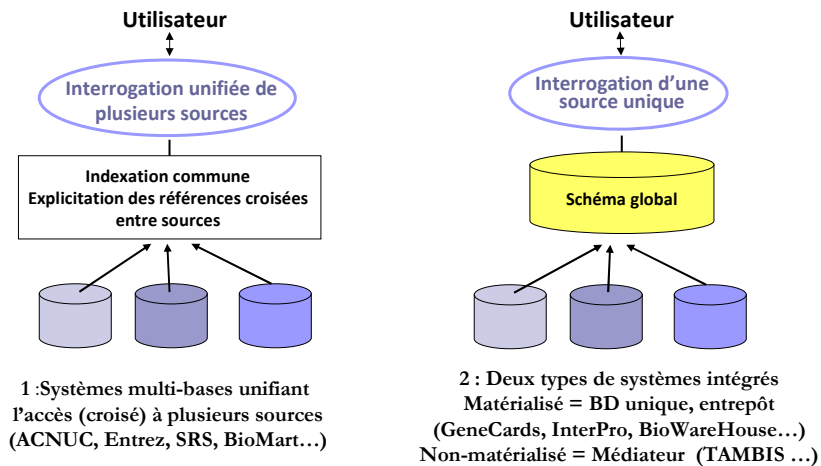 Utilisateur
Interrogation unifiée de
plusieurs sources
Indexation commune
Explicitation des références croisées
entre sources
1 :Systèmes multi-bases unifiant
l'accès (croisé) à plusieurs sources
(ACNUC, Entrez, SRS, BioMart…)
Utilisateur
Interrogation d'une
source unique
Schéma global
2 : Deux types de systèmes intégrés
Matérialisé = BD unique, entrepôt
(GeneCards, InterPro, BioWareHouse…)
Non-matérialisé = Médiateur (TAMBIS …)